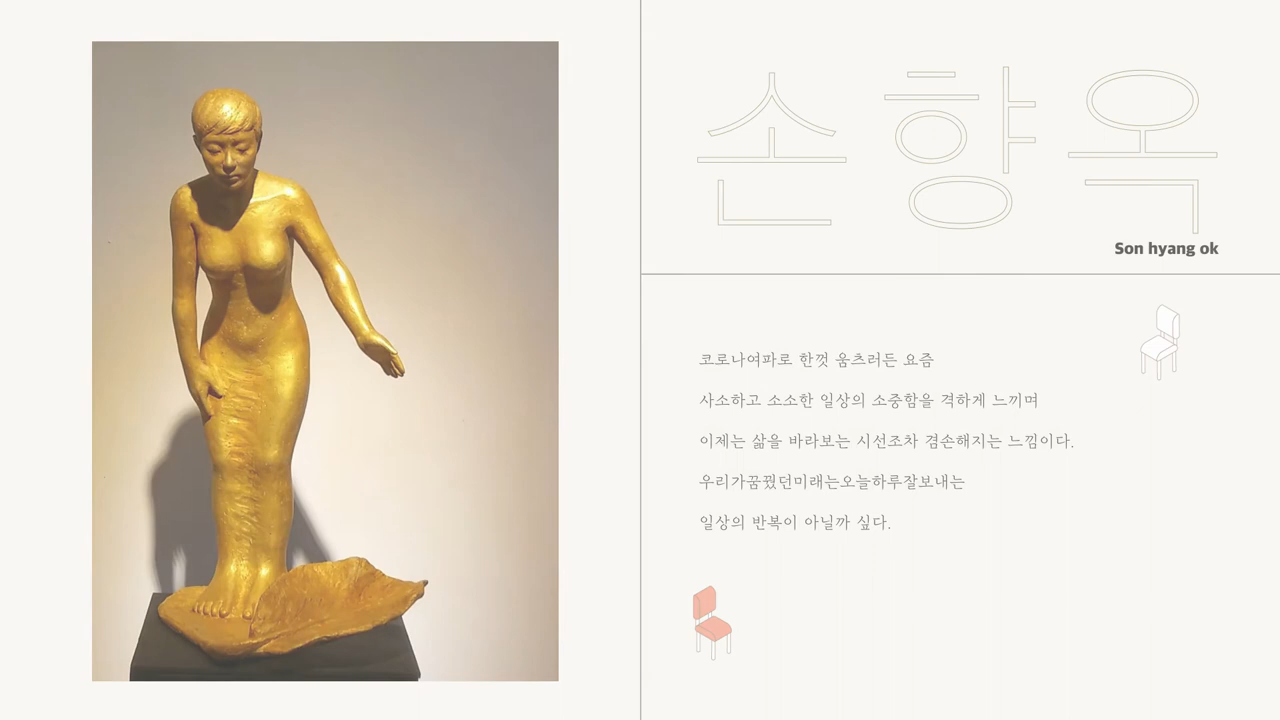 손향옥
Son hyang ok
코로나여파로 한껏 움츠러든 요즘
사소하고 소소한 일상의 소중함을 격하게 느끼며
이제는 삶을 바라보는 시선조차 겸손해지는 느낌이다.
우리가꿈꿨던미래는오늘하루잘보내는
일상의 반복이 아닐까 싶다.